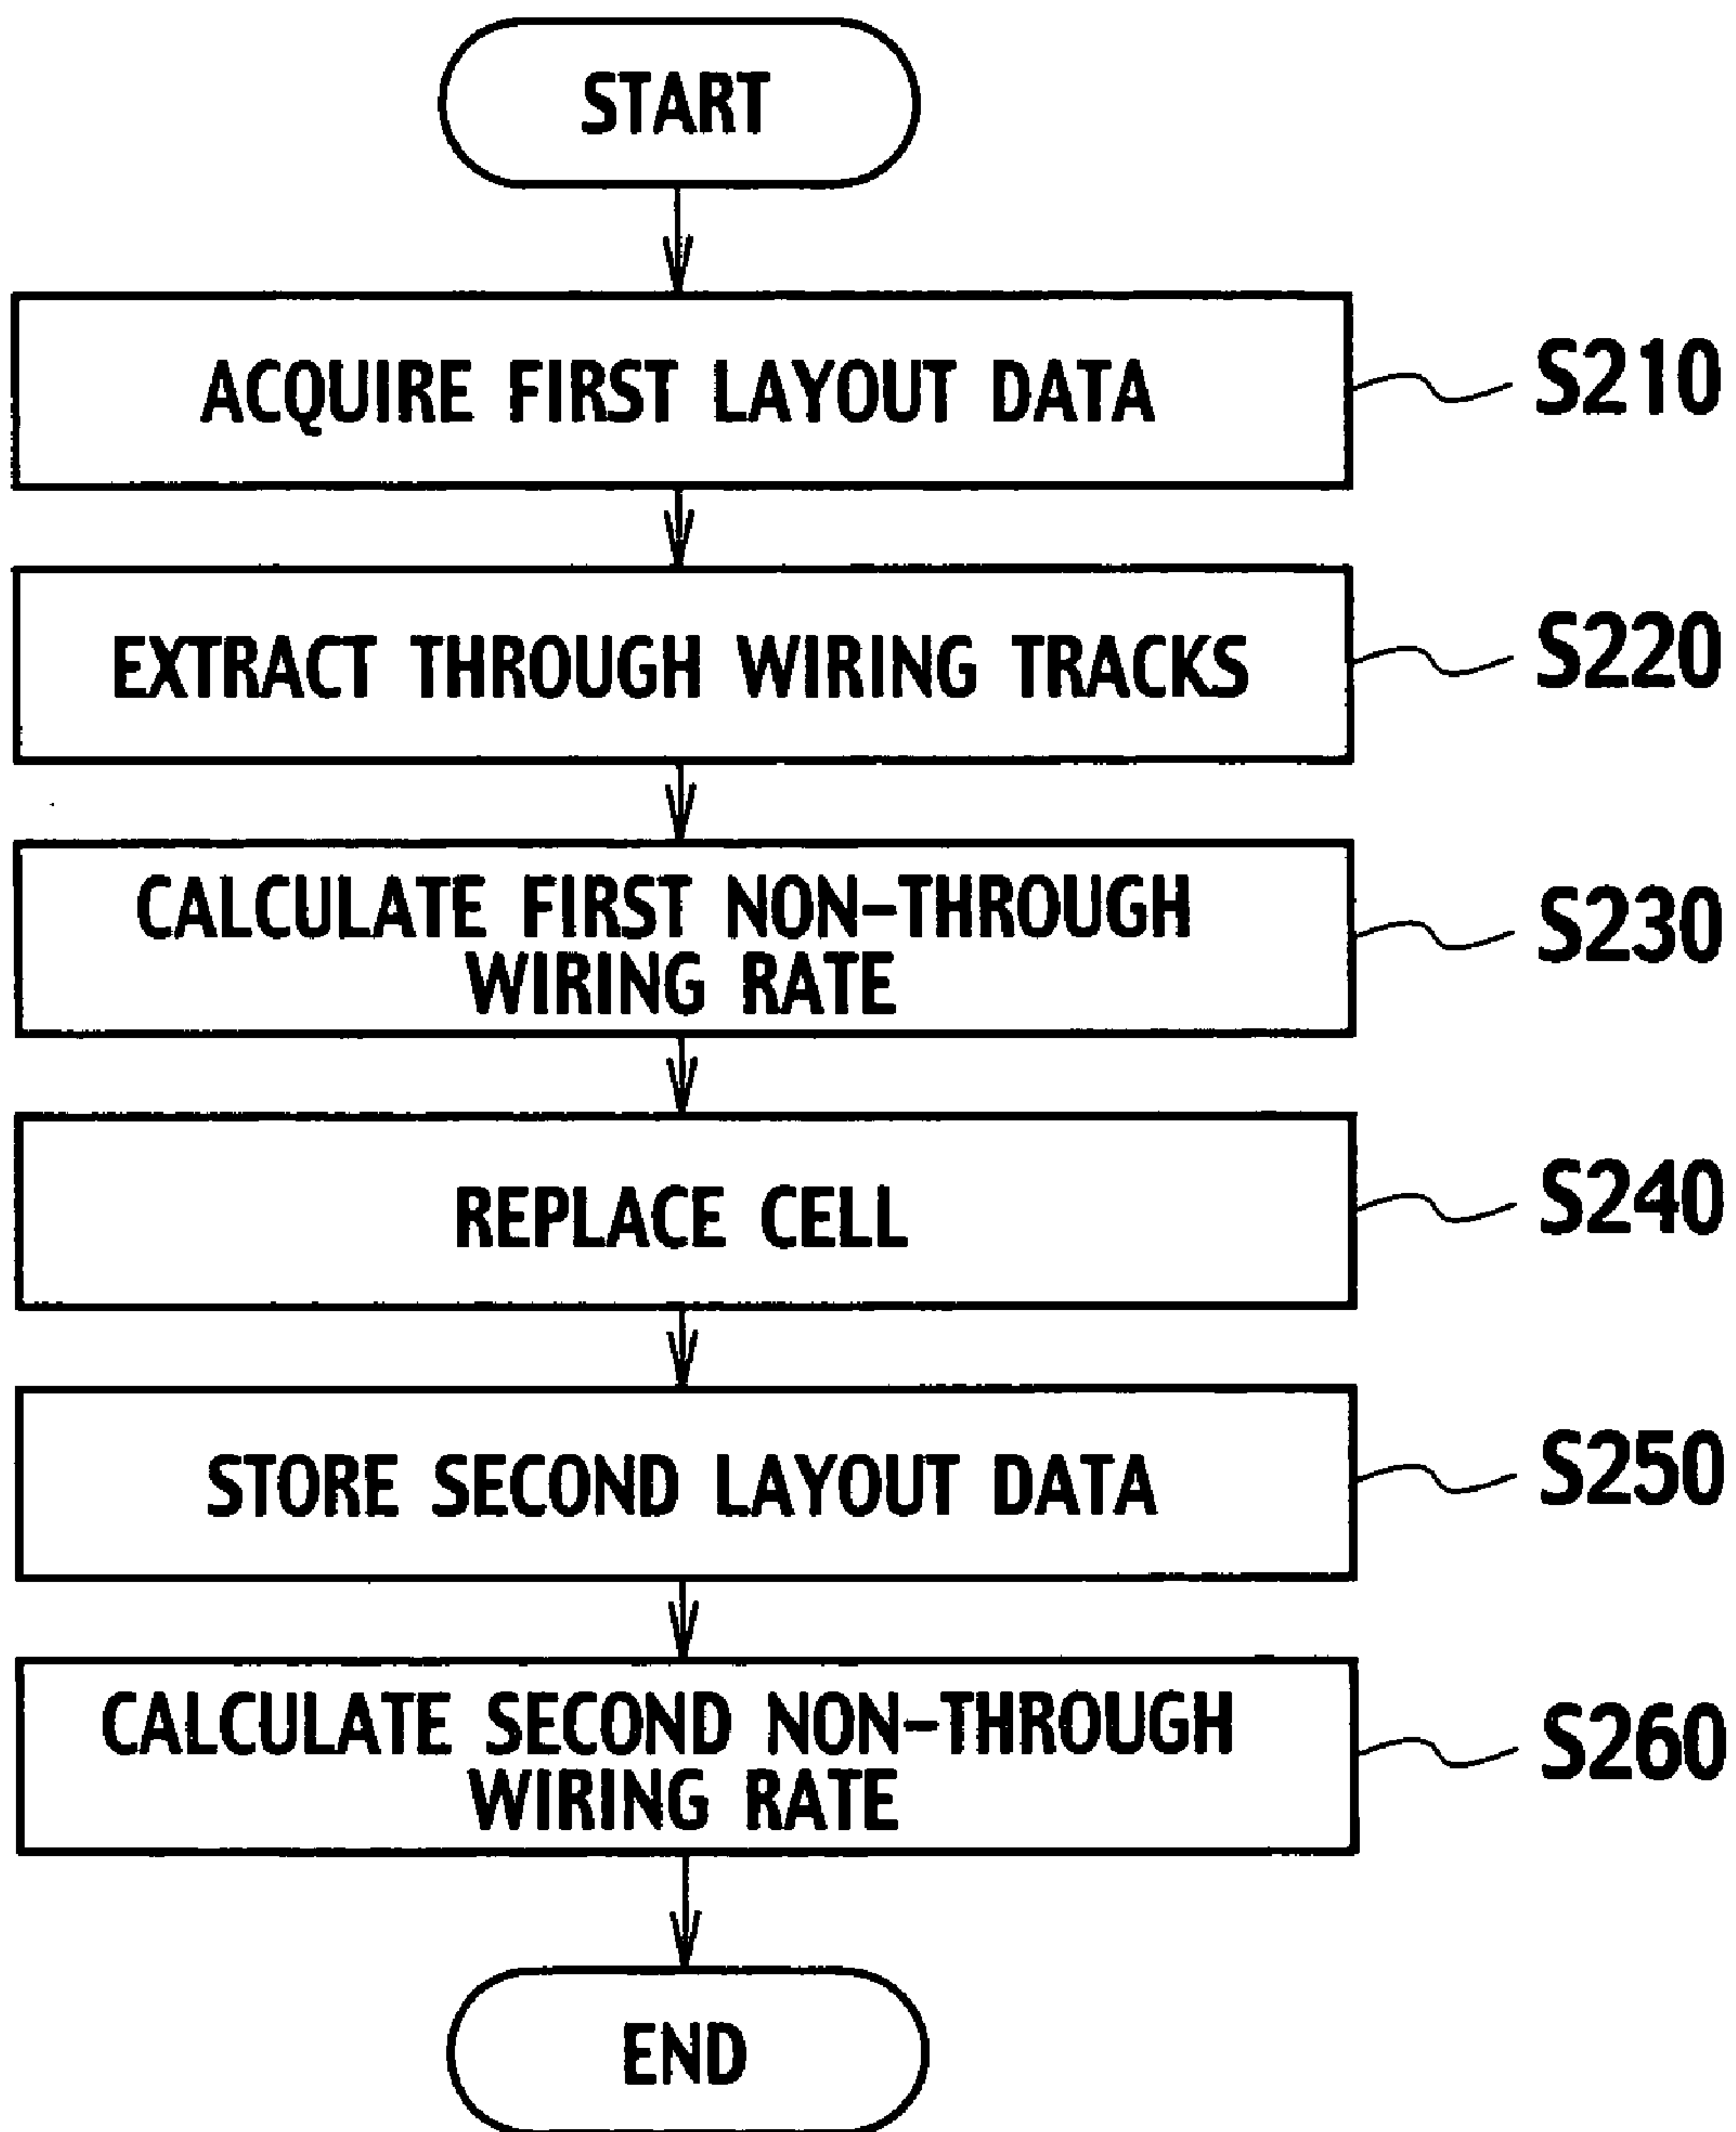 START
ACQUIRE FIRST LAYOUT DATA
S210
EXTRACT THROUGH WIRING TRACKS
S220
CALCULATE FIRST NON-THROUGH
WIRING RATE
S230
REPLACE CELL
S240
STORE SECOND LAYOUT DATA
S250
CALCULATE SECOND NON-THROUGH
WIRING RATE
S260
END